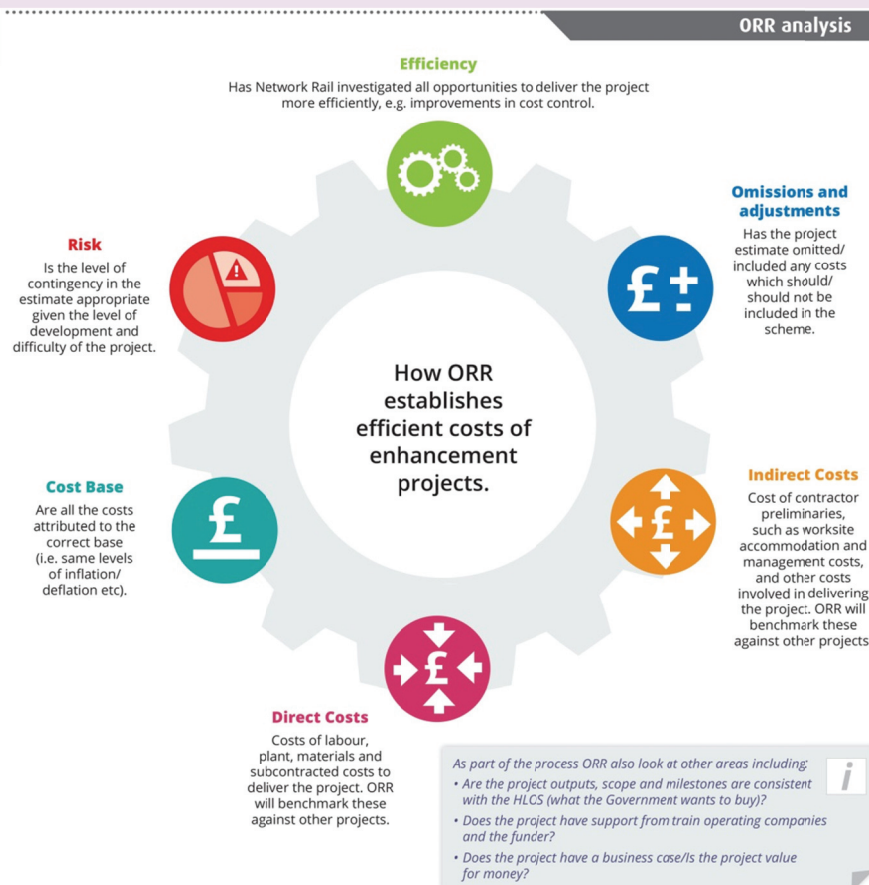 ORR analysis
Efficiency
Has Network Rail investigated all opportunities to deliver the project
more efficiently, e.g. improvements in cost control.
Omissions and
adjustments
Has the project
estimate omitted/
included any costs
which should/
should not be
included in the
scheme.
Risk
Is the level of
contingency in the
estimate appropriate
given the level of
development and
difficulty of the project.
£ + -
How ORR
establishes
efficient costs of
enhancement
projects.
Cost Base
Are all the costs
attributed to the
correct base
(i.e. same levels
of inflation/
deflation etc).
£
£
Indirect Costs
Cost of contractor
preliminaries,
such as worksite
accommodation and
management costs,
and other costs
involved in delivering
the project. ORR will
benchmark these
against other projects
£
Direct Costs
Costs of labour,
plant, materials and
subcontracted costs to
deliver the project. ORR
will benchmark these
against other projects.
As part of the process ORR also look at other areas including:
• Are the project outputs, scope and milestones are consistent
with the HLCS (what the Government wants to buy)?
• Does the project have support from train operating companies
and the funder?
• Does the project have a business case/Is the project value
for money?
i